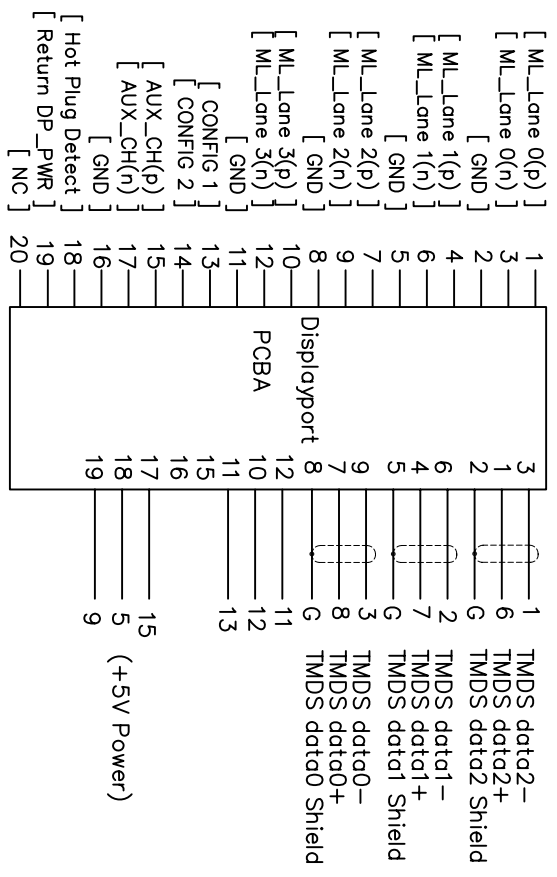 [ ML_Lane 0(p) ] 1
[ ML_Lane 0(n) ] 3
[ GND ] 2
[ ML_Lane 1(p) ] 4
[ ML_Lane 1(n) ] 6
[ GND ] 5
[ ML_Lane 2(p) ] 7
[ ML_Lane 2(n) ] 9
[ GND ] 8
[ ML_Lane 3(p) ] 10
[ ML_Lane 3(n) ] 12
[ GND ] 11
[ CONFIG 1 ] 13
[ CONFIG 2 ] 14
[ AUX_CH(p) ] 15
[ AUX_CH(n) ] 17
[ GND ] 16
[ Hot Plug Detect ] 18
[ Return DP_PWR ] 19
[ NC ] 20
Displayport
PCBA
3 1 TMDS data2-
1 6 TMDS data2+
2 G TMDS data2 Shield
6 2 TMDS data1-
4 7 TMDS data1+
5 G TMDS data1 Shield
9 3 TMDS data0-
7 8 TMDS data0+
8 G TMDS data0 Shield
12 11
10 12
11 13
15
16
17 15
18 5 (+5V Power)
19 9